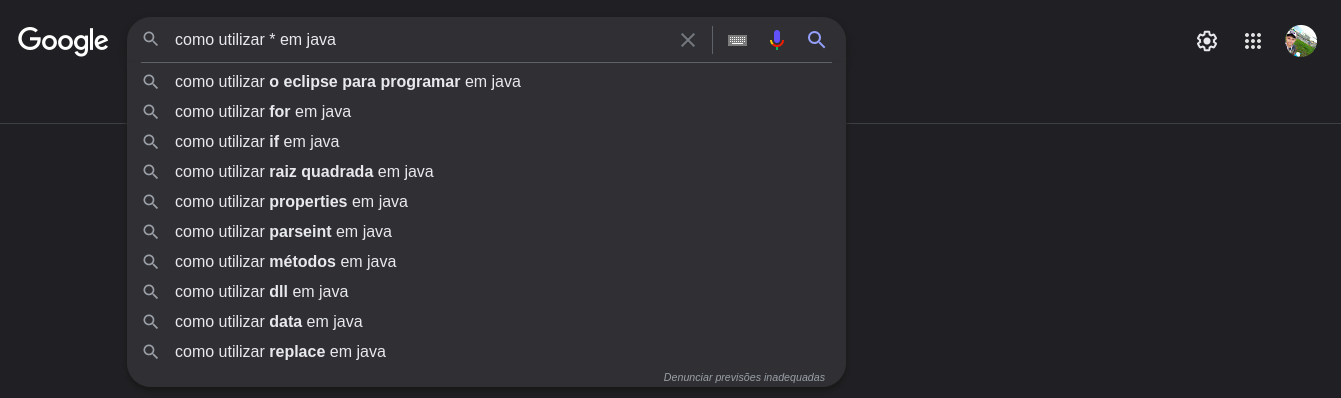 Google
como utilizar * em java
como utilizar o eclipse para programar em java
como utilizar for em java
como utilizar if em java
como utilizar raiz quadrada em java
como utilizar properties em java
como utilizar parseint em java
como utilizar métodos em java
como utilizar dll em java
como utilizar data em java
como utilizar replace em java
Denunciar previsões inadequadas